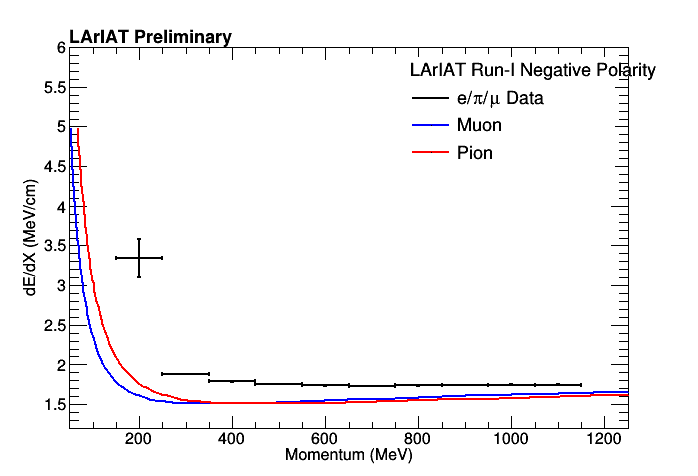 LArIAT Preliminary
LArIAT Run-I Negative Polarity
e/π/μ Data
Muon
Pion
dE/dX (MeV/cm)
6
5.5
5
4.5
4
3.5
3
2.5
2
1.5
200 400 600 800 1000 1200
Momentum (MeV)